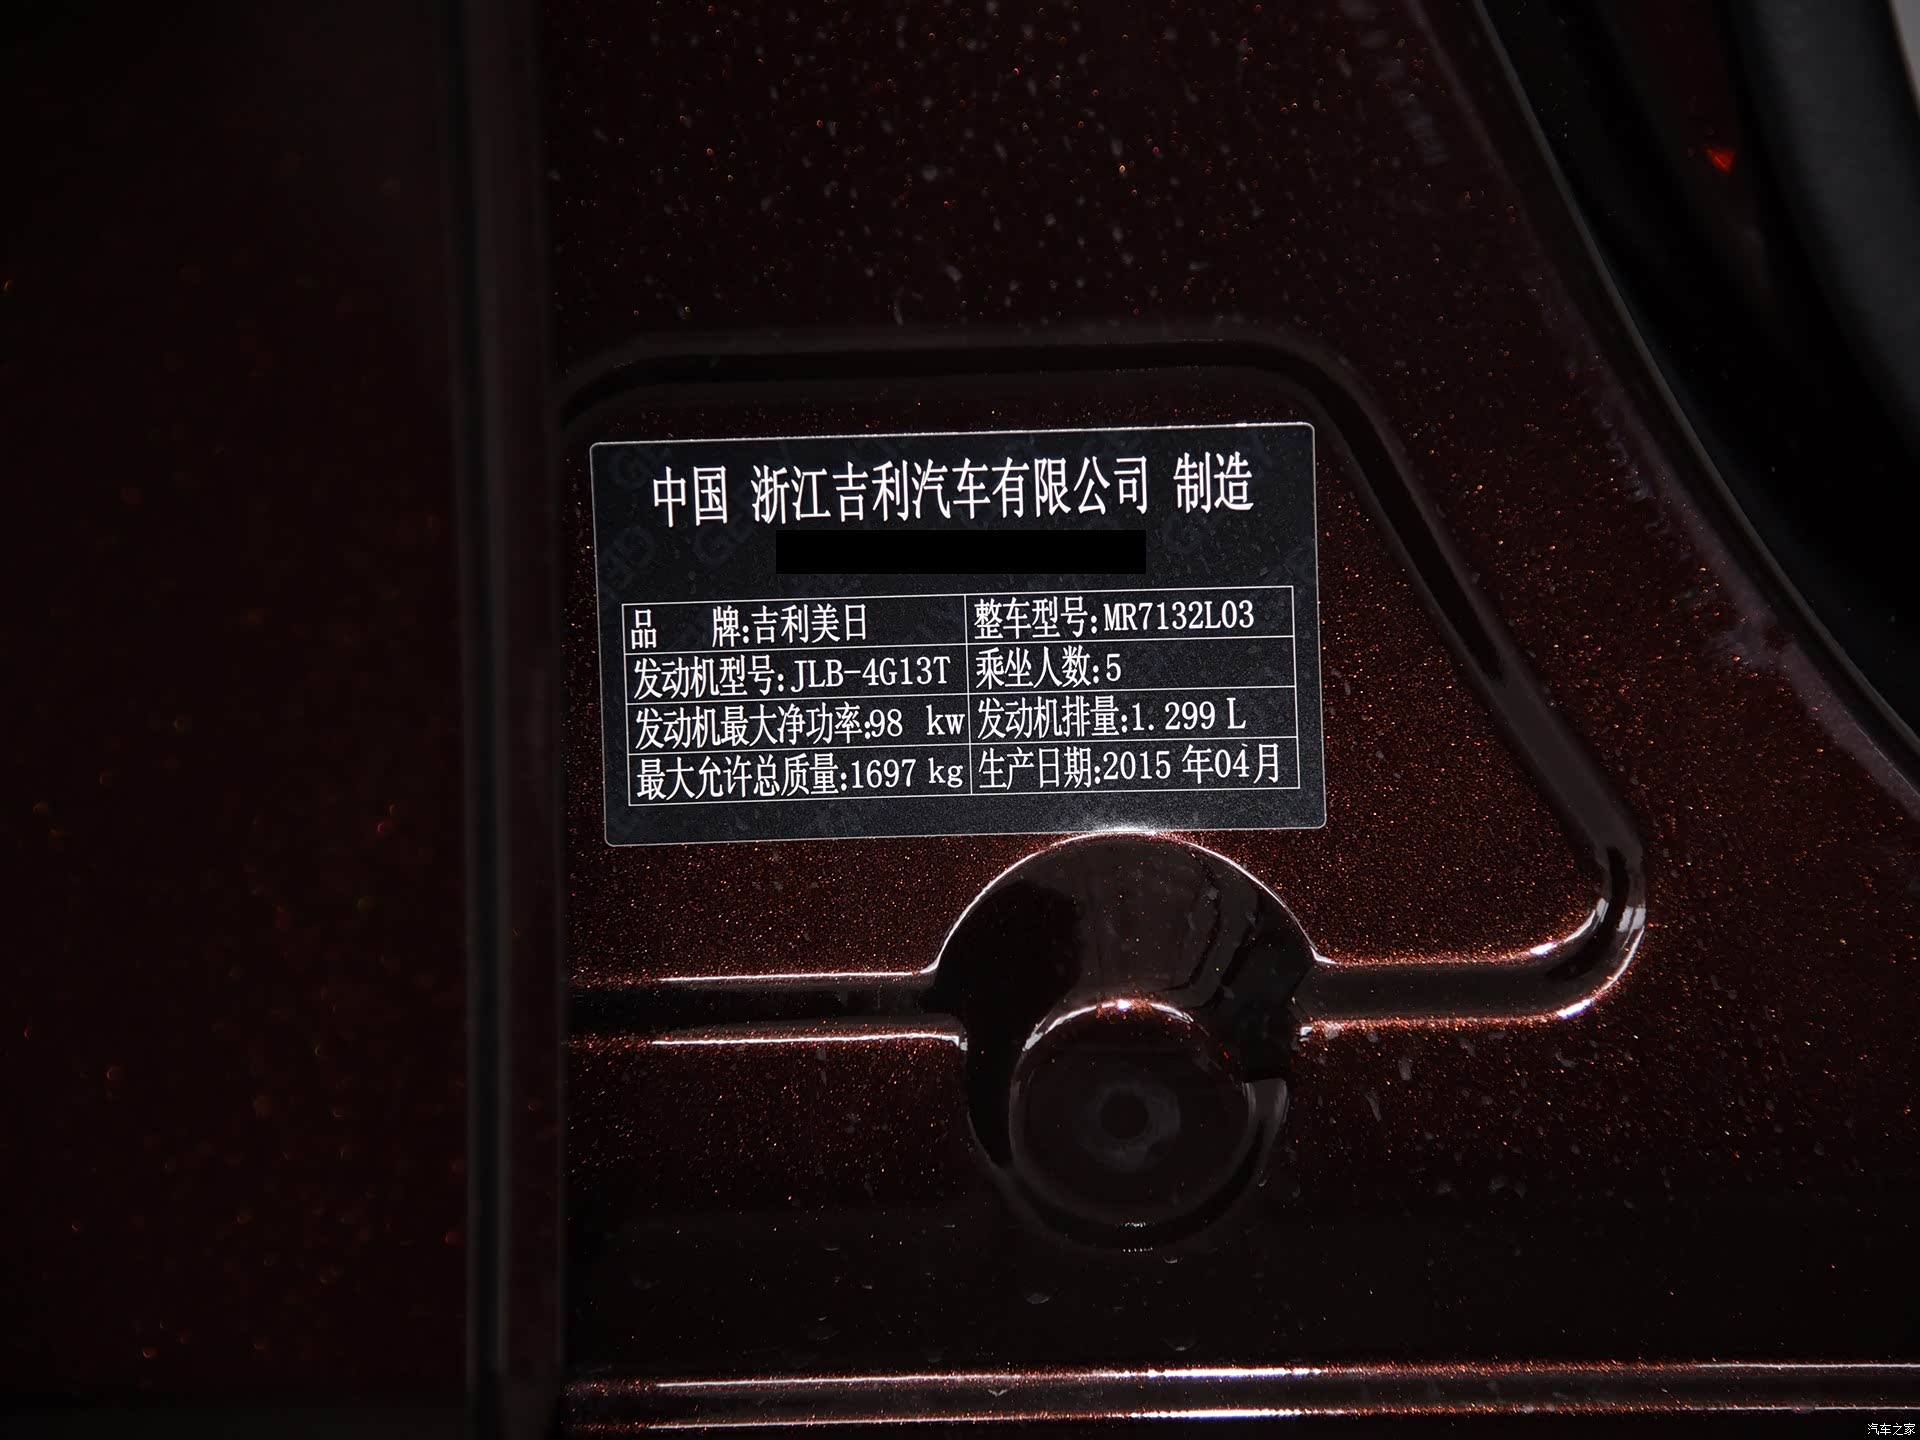 中国 浙江吉利汽车有限公司 制造
品 牌:吉利美日 整车型号:MR7132L03
发动机型号:JLB-4G13T 乘坐人数:5
发动机最大净功率:98 kw 发动机排量:1.299 L
最大允许总质量:1697 kg 生产日期:2015 年04月
汽车之家